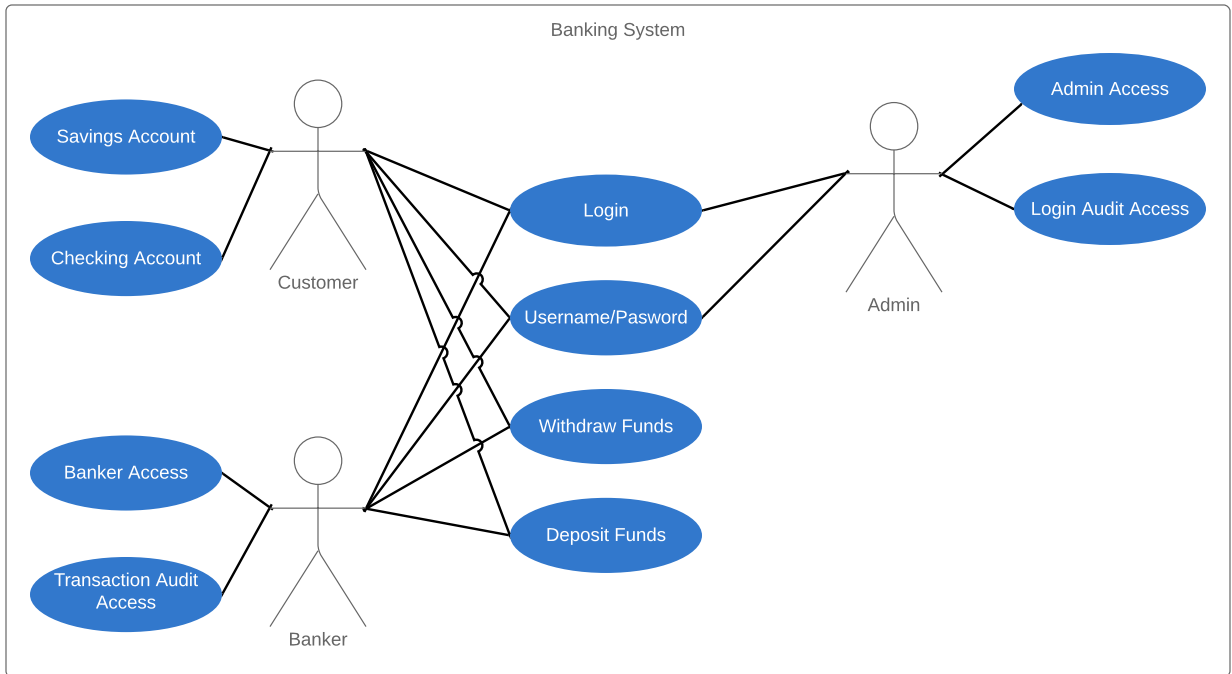 Banking System
Savings Account
Checking Account
Customer
Login
Username/Pasword
Withdraw Funds
Deposit Funds
Admin
Admin Access
Login Audit Access
Banker Access
Transaction Audit
Access
Banker